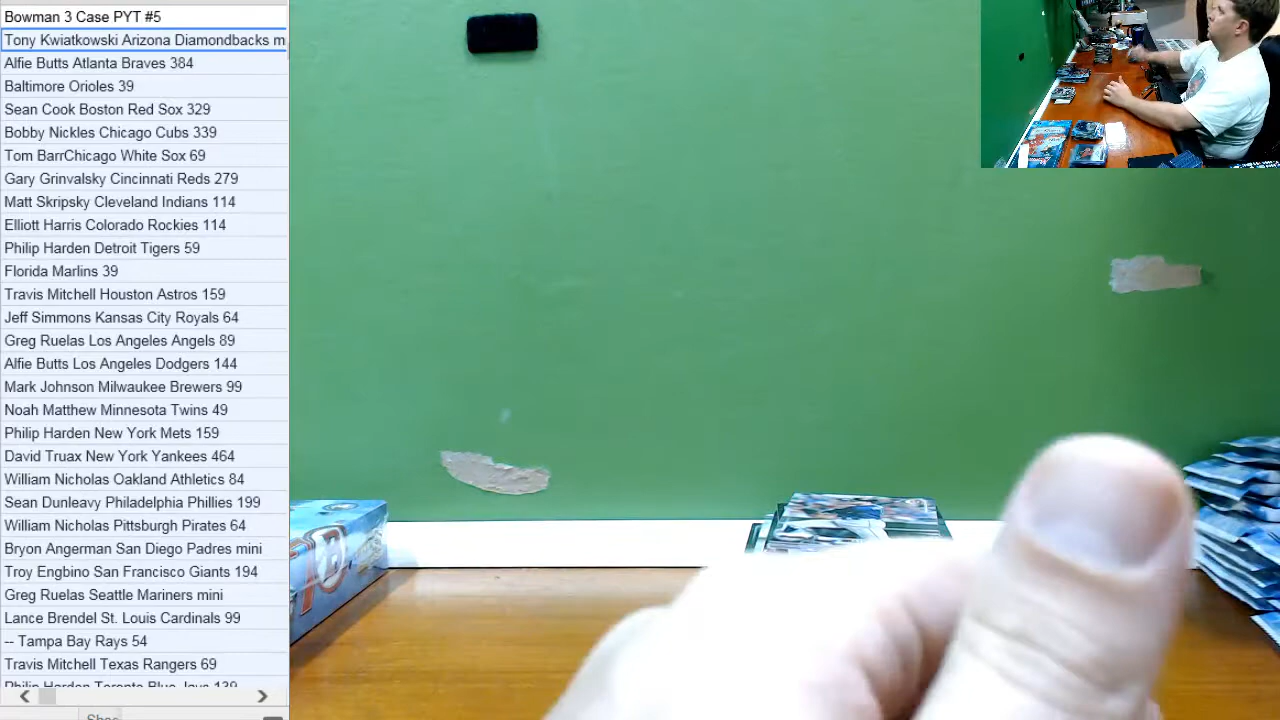 Bowman 3 Case PYT #5
Tony Kwiatkowski Arizona Diamondbacks m
Alfie Butts Atlanta Braves 384
Baltimore Orioles 39
Sean Cook Boston Red Sox 329
Bobby Nickles Chicago Cubs 339
Tom BarrChicago White Sox 69
Gary Grinvalsky Cincinnati Reds 279
Matt Skripsky Cleveland Indians 114
Elliott Harris Colorado Rockies 114
Philip Harden Detroit Tigers 59
Florida Marlins 39
Travis Mitchell Houston Astros 159
Jeff Simmons Kansas City Royals 64
Greg Ruelas Los Angeles Angels 89
Alfie Butts Los Angeles Dodgers 144
Mark Johnson Milwaukee Brewers 99
Noah Matthew Minnesota Twins 49
Philip Harden New York Mets 159
David Truax New York Yankees 464
William Nicholas Oakland Athletics 84
Sean Dunleavy Philadelphia Phillies 199
William Nicholas Pittsburgh Pirates 64
Bryon Angerman San Diego Padres mini
Troy Engbino San Francisco Giants 194
Greg Ruelas Seattle Mariners mini
Lance Brendel St. Louis Cardinals 99
-- Tampa Bay Rays 54
Travis Mitchell Texas Rangers 69
Philip Harden Toronto Blue Jays 139